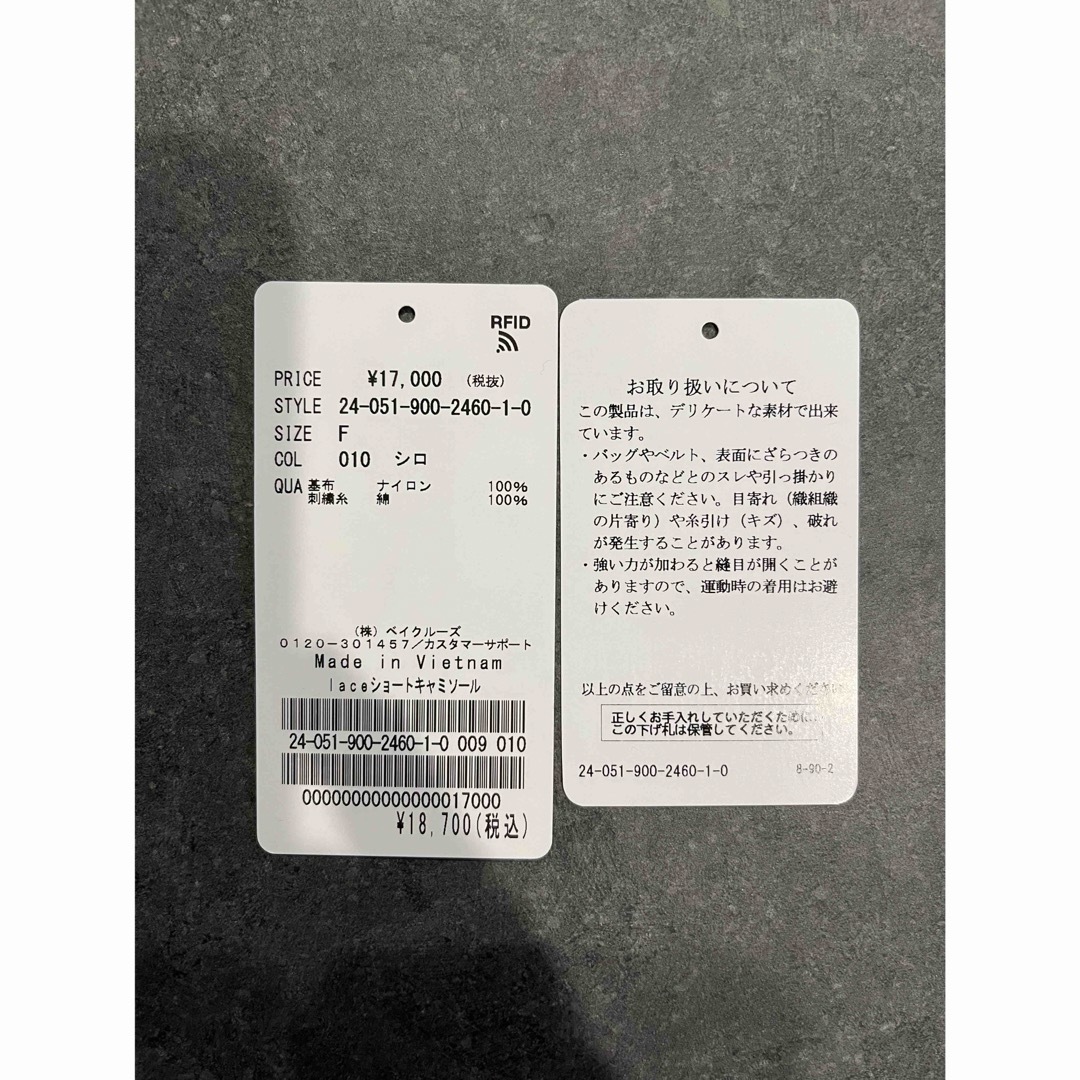 RFID
PRICE ¥17,000 (税抜)
STYLE 24-051-900-2460-1-0
SIZE F
COL 010 シロ
QUA 基布 ナイロン 100%
刺繍糸 綿 100%
(株) ベイクルーズ
0120-301457/カスタマーサポート
Made in Vietnam
laceショートキャミソール
24-051-900-2460-1-0 009 010
00000000000000017000
¥18,700(税込)
お取り扱いについて
この製品は、デリケートな素材で出来
ています。
・バッグやベルト、表面にざらつきの
あるものなどとのスレや引っ掛かり
にご注意ください。目寄れ（織組織
の片寄り）や糸引け（キズ）、破れ
が発生することがあります。
・強い力が加わると縫目が開くことが
ありますので、運動時の着用はお避
けください。
以上の点をご留意の上、お買い求めくださ
正しくお手入れしていただくために、
この下げ札は保管してください。
24-051-900-2460-1-0 8-90-2